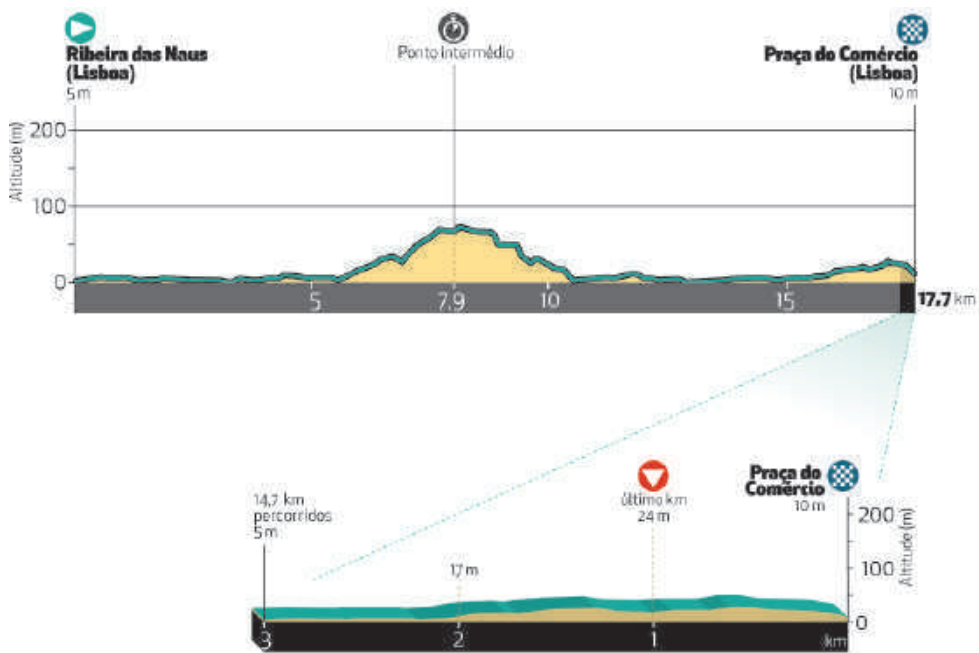 Ribeira das Naus
(Lisboa)
5 m
Ponto intermédio
Praça do Comércio
(Lisboa)
10 m
Altitude (m)
200
100
0
5
7,9
10
15
17,7 km
14,7 km
percorridos
5 m
17 m
último km
24 m
Praça do
Comércio
10 m
200
100
0
Altitude (m)
3
2
1
km